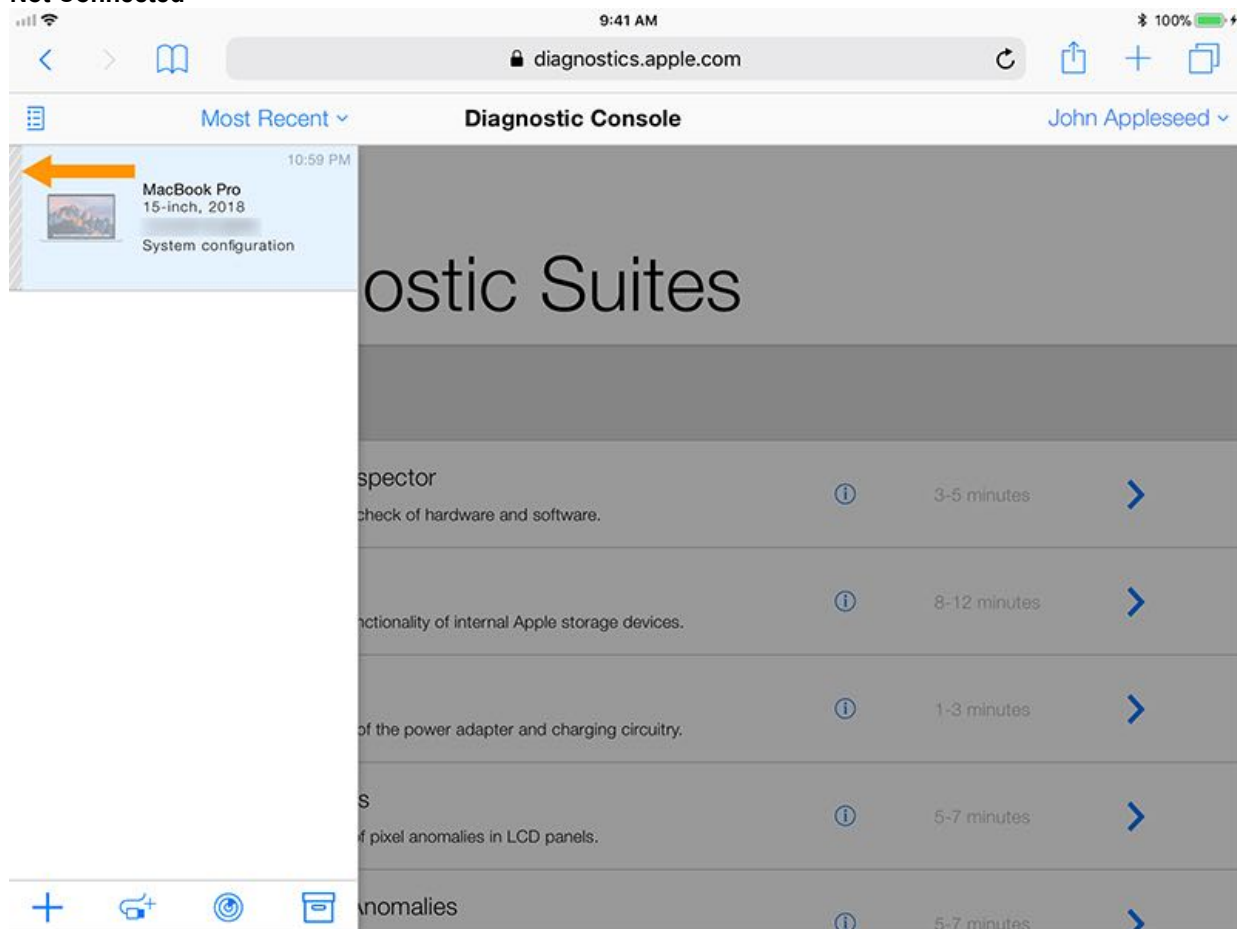 Not Connected
9:41 AM
100%
diagnostics.apple.com
Most Recent
Diagnostic Console
John Appleseed
10:59 PM
MacBook Pro
15-inch, 2018
System configuration
ostic Suites
spector
check of hardware and software.
3-5 minutes
nctionality of internal Apple storage devices.
8-12 minutes
of the power adapter and charging circuitry.
1-3 minutes
s
of pixel anomalies in LCD panels.
5-7 minutes
Anomalies
5-7 minutes